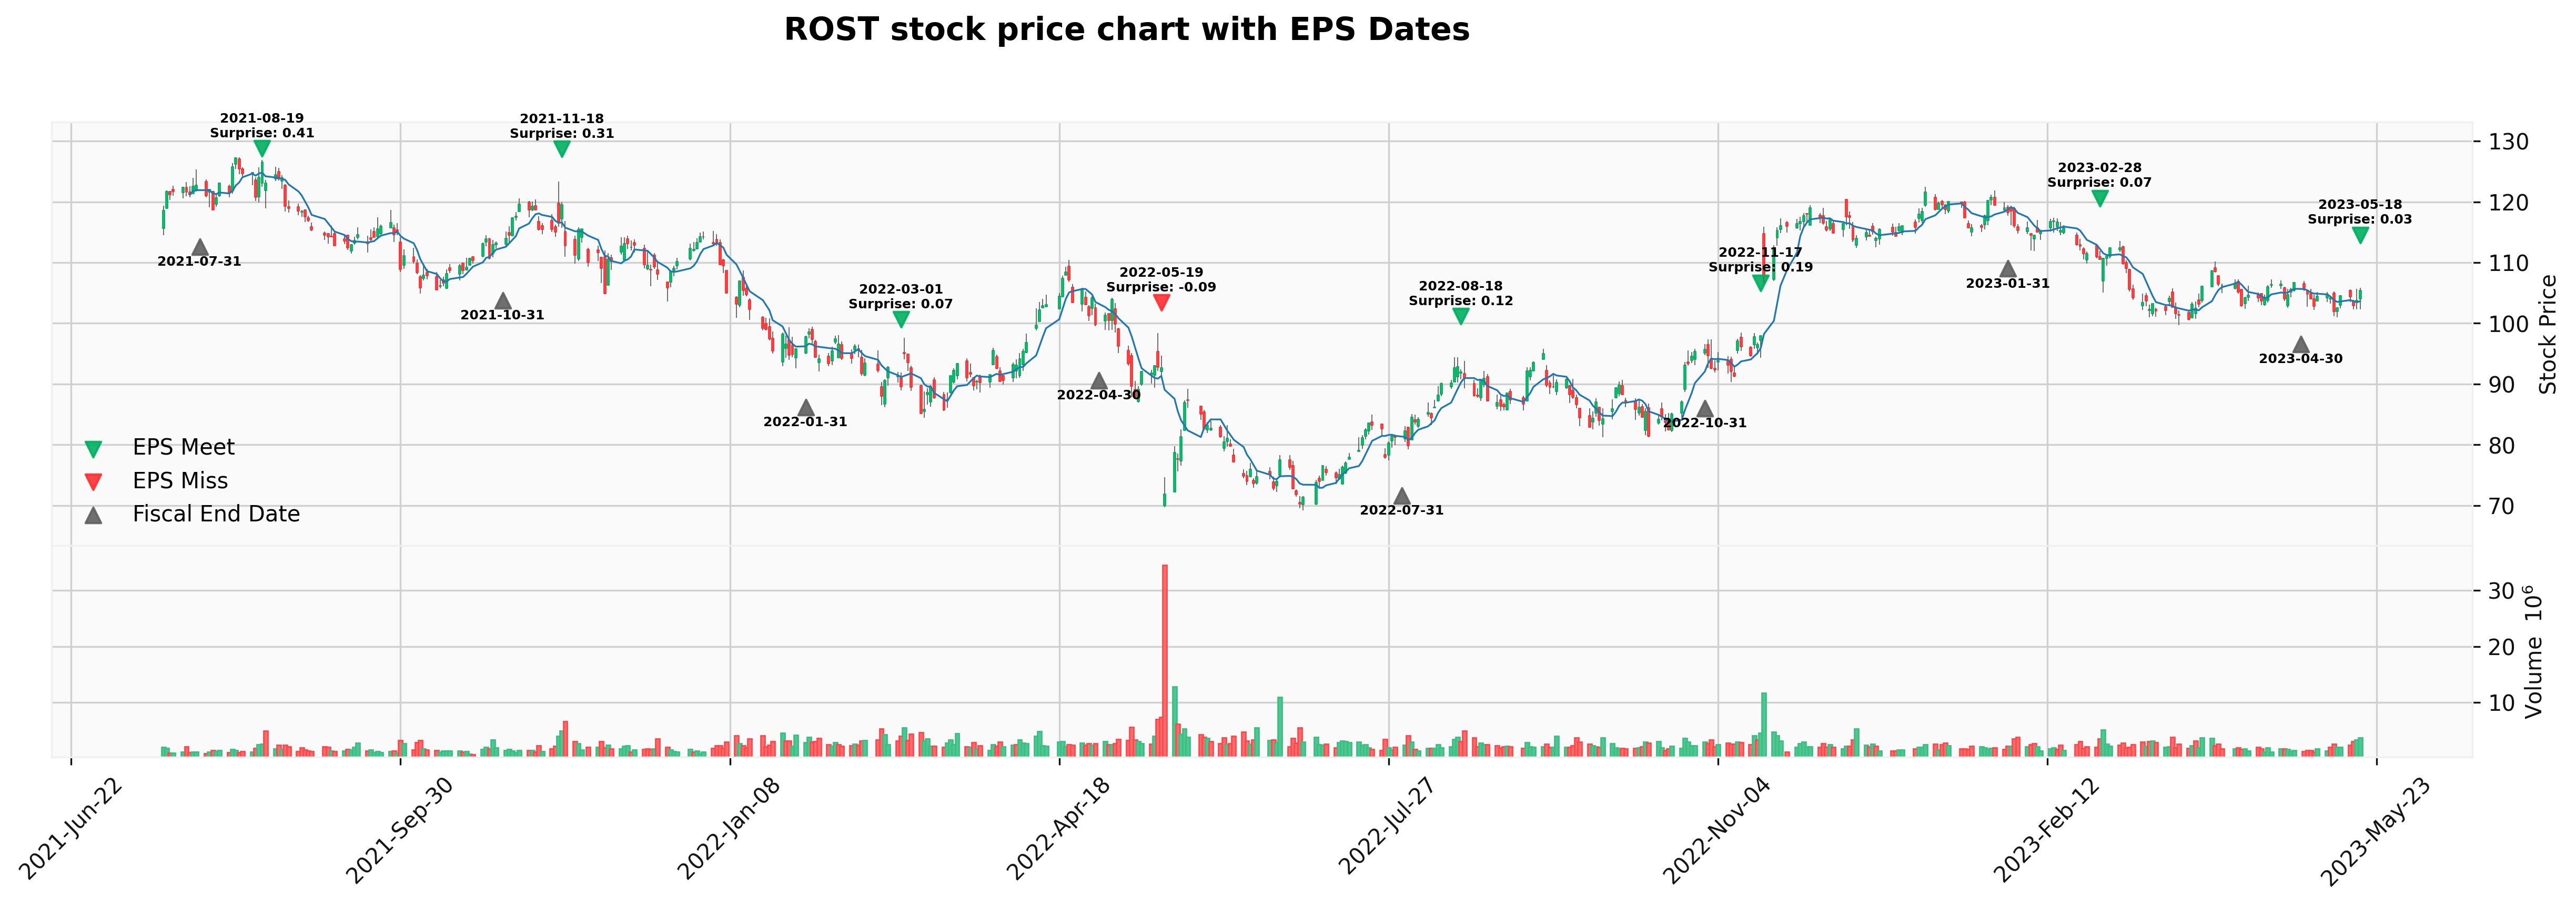 ROST stock price chart with EPS Dates
2021-08-19
Surprise: 0.41
2021-11-18
Surprise: 0.31
2022-03-01
Surprise: 0.07
2022-05-19
Surprise: -0.09
2022-08-18
Surprise: 0.12
2022-11-17
Surprise: 0.19
2023-02-28
Surprise: 0.07
2023-05-18
Surprise: 0.03
2021-07-31
2021-10-31
2022-01-31
2022-04-30
2022-07-31
2022-10-31
2023-01-31
2023-04-30
EPS Meet
EPS Miss
Fiscal End Date
130
120
110
100
90
80
70
Stock Price
30
20
10
Volume 10⁶
2021-Jun-22
2021-Sep-30
2022-Jan-08
2022-Apr-18
2022-Jul-27
2022-Nov-04
2023-Feb-12
2023-May-23